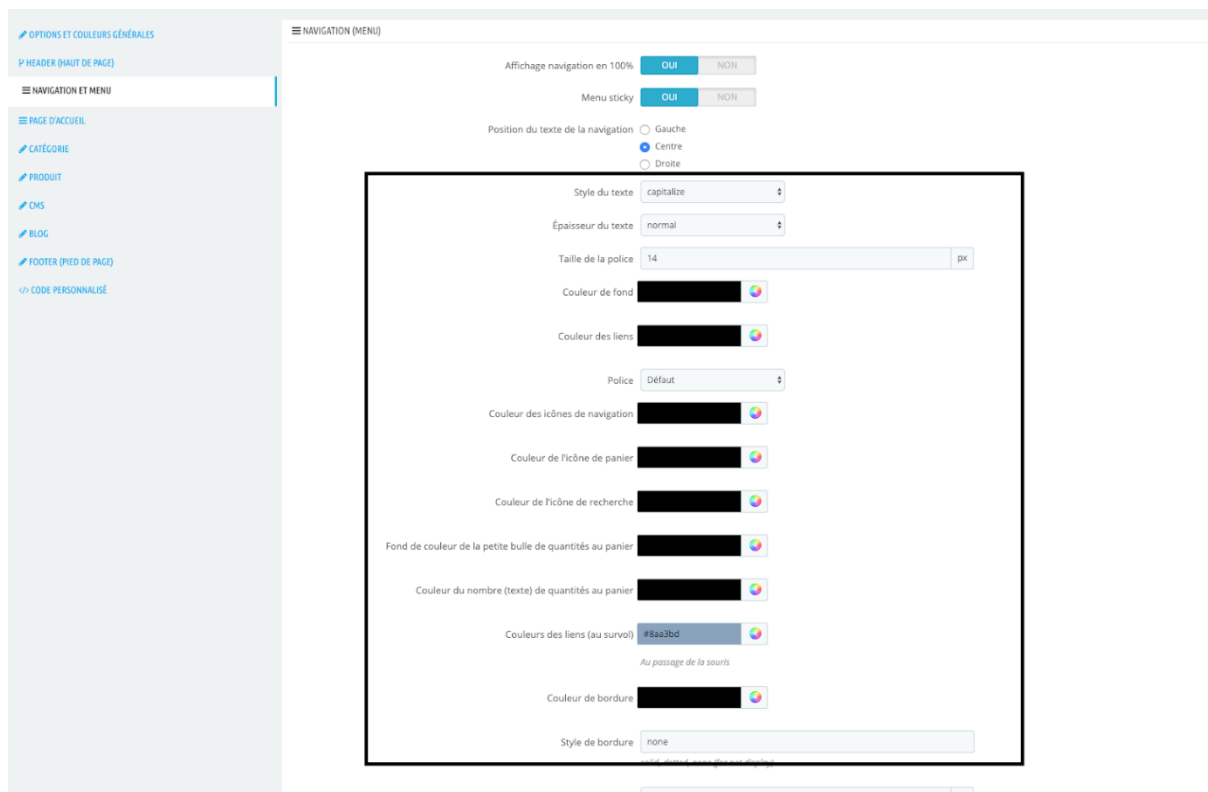 OPTIONS ET COULEURS GÉNÉRALES
HEADER (HAUT DE PAGE)
NAVIGATION ET MENU
PAGE D'ACCUEIL
CATÉGORIE
PRODUIT
CMS
BLOG
FOOTER (PIED DE PAGE)
</> CODE PERSONNALISÉ
NAVIGATION (MENU)
Affichage navigation en 100% OUI NON
Menu sticky OUI NON
Position du texte de la navigation Gauche
Centre
Droite
Style du texte capitalize
Épaisseur du texte normal
Taille de la police 14 px
Couleur de fond
Couleur des liens
Police Défaut
Couleur des icônes de navigation
Couleur de l'icône de panier
Couleur de l'icône de recherche
Fond de couleur de la petite bulle de quantités au panier
Couleur du nombre (texte) de quantités au panier
Couleurs des liens (au survol) #8aa3bd
Au passage de la souris
Couleur de bordure
Style de bordure none
solid, dotted, none (for not display)